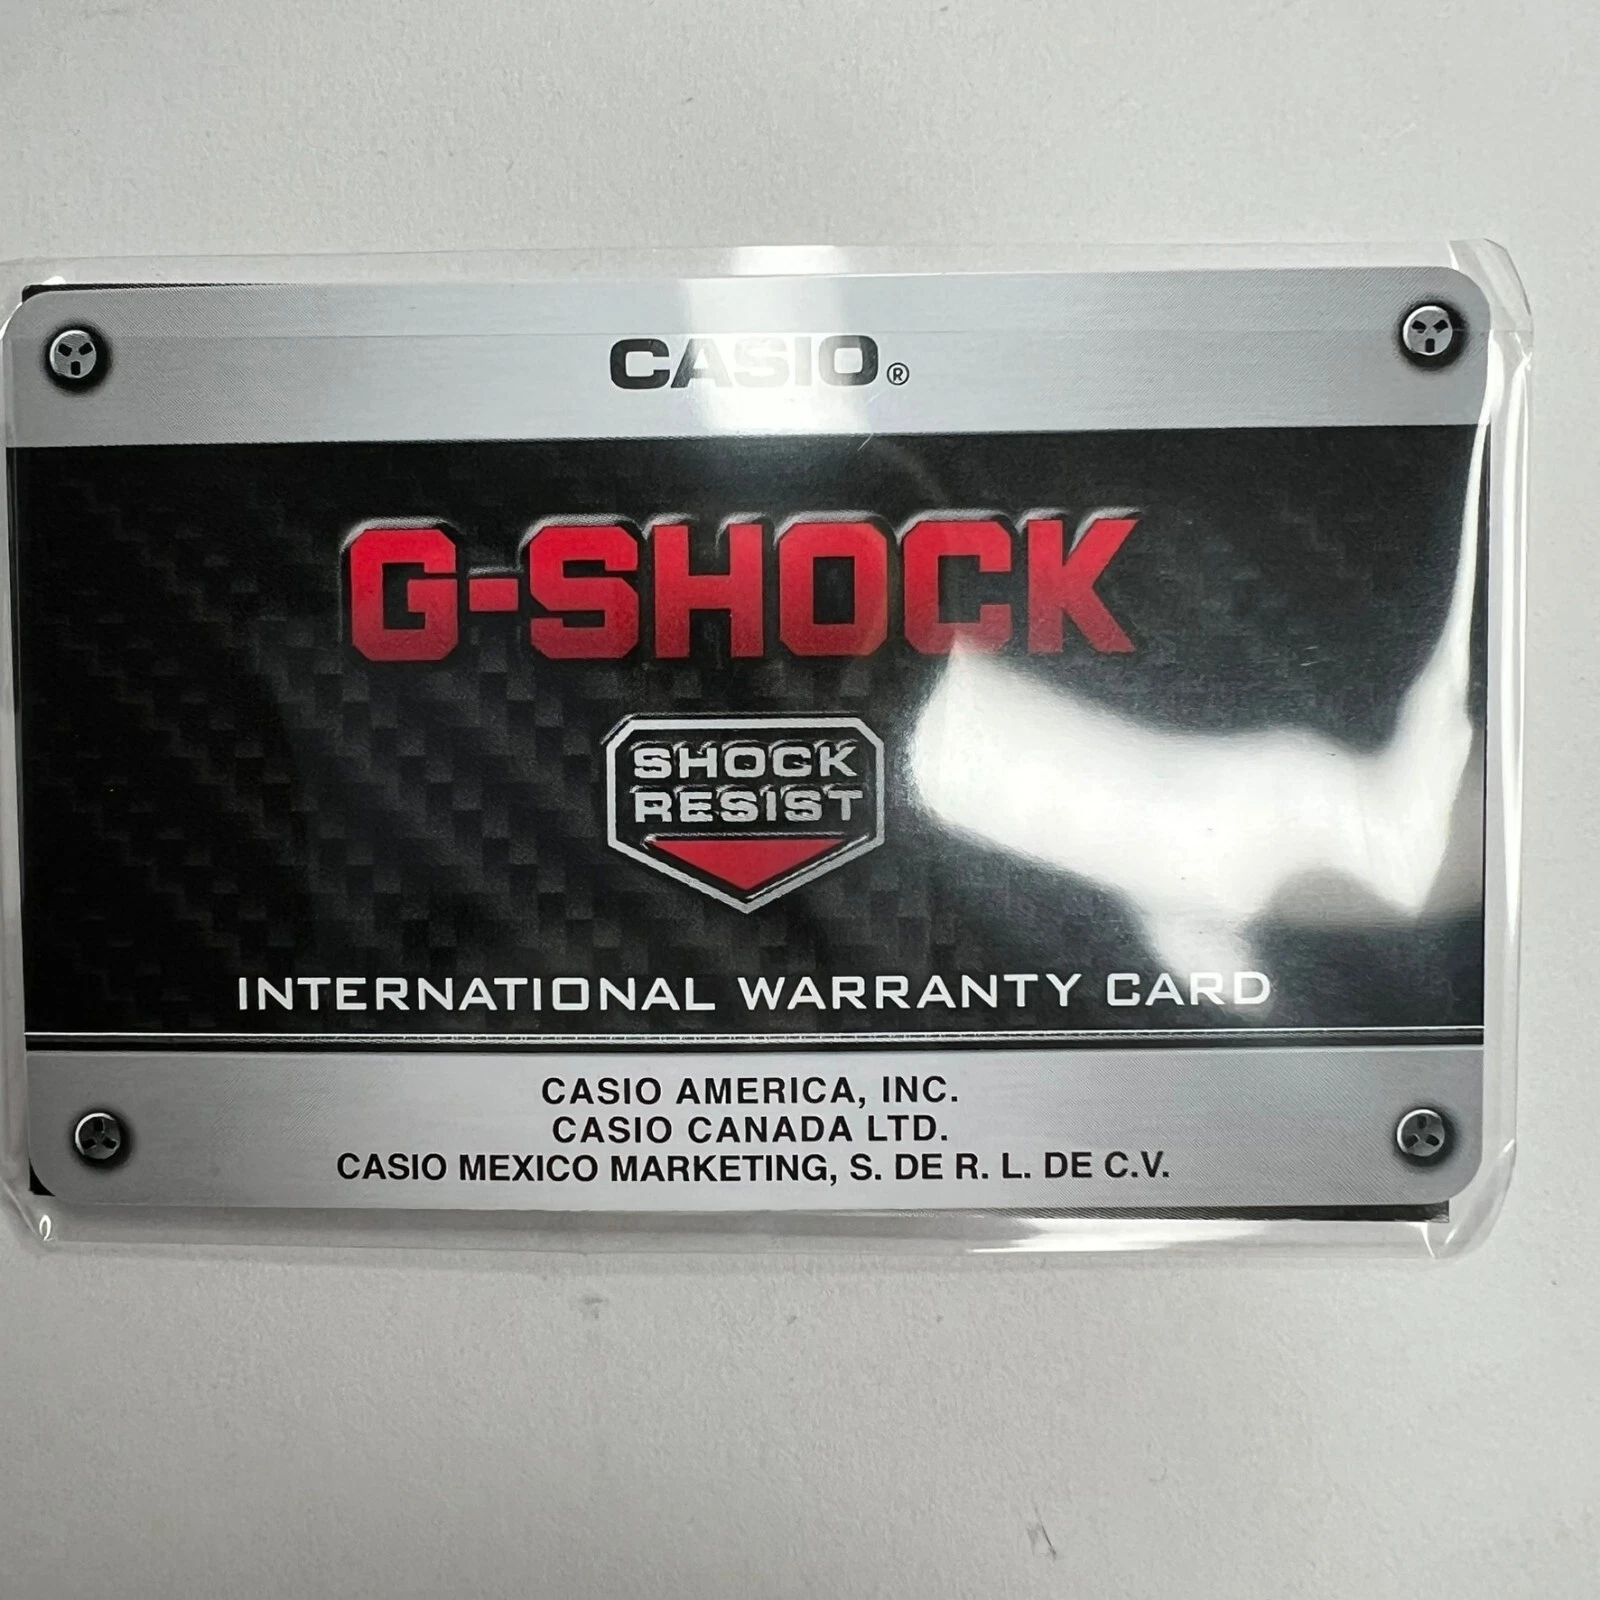 CASIO®
G-SHOCK
SHOCK
RESIST
INTERNATIONAL WARRANTY CARD
CASIO AMERICA, INC.
CASIO CANADA LTD.
CASIO MEXICO MARKETING, S. DE R. L. DE C.V.